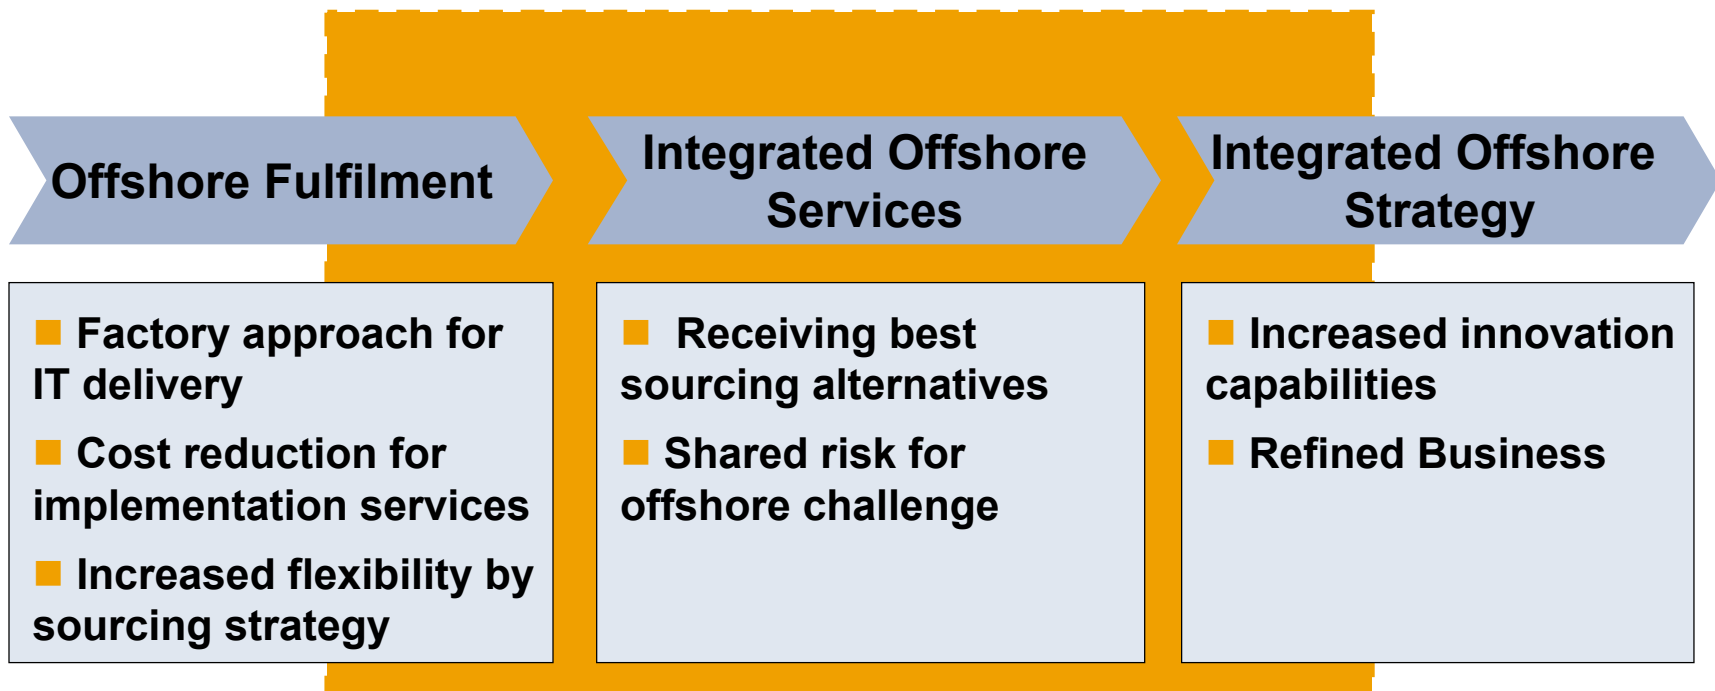 Offshore Fulfilment
Integrated Offshore
Services
Integrated Offshore
Strategy
Factory approach for
IT delivery
Cost reduction for
implementation services
Increased flexibility by
sourcing strategy
Receiving best
sourcing alternatives
Shared risk for
offshore challenge
Increased innovation
capabilities
Refined Business